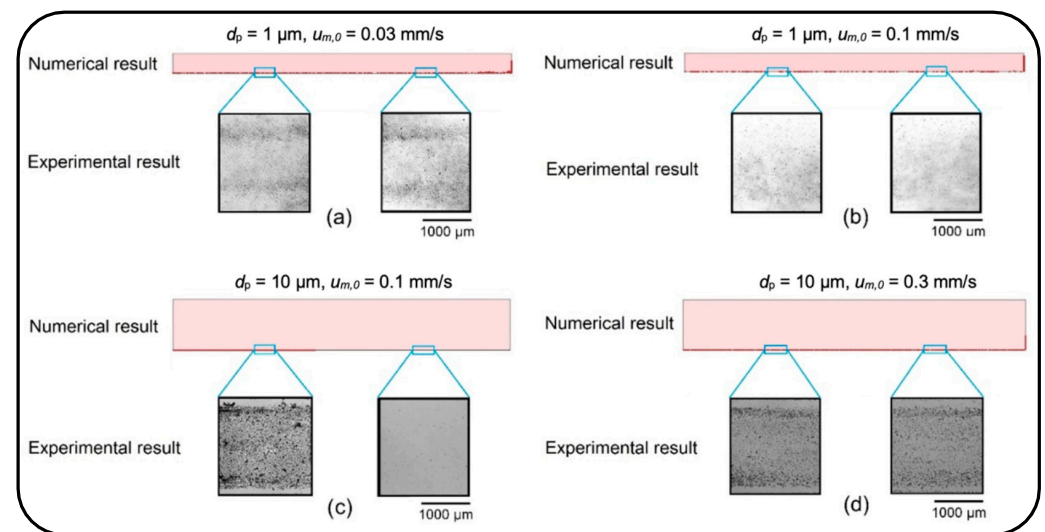 dp = 1 µm, um,0 = 0.03 mm/s
Numerical result
Experimental result
(a)
1000 µm
dp = 1 µm, um,0 = 0.1 mm/s
Numerical result
Experimental result
(b)
1000 µm
dp = 10 µm, um,0 = 0.1 mm/s
Numerical result
Experimental result
(c)
1000 µm
dp = 10 µm, um,0 = 0.3 mm/s
Numerical result
Experimental result
(d)
1000 µm